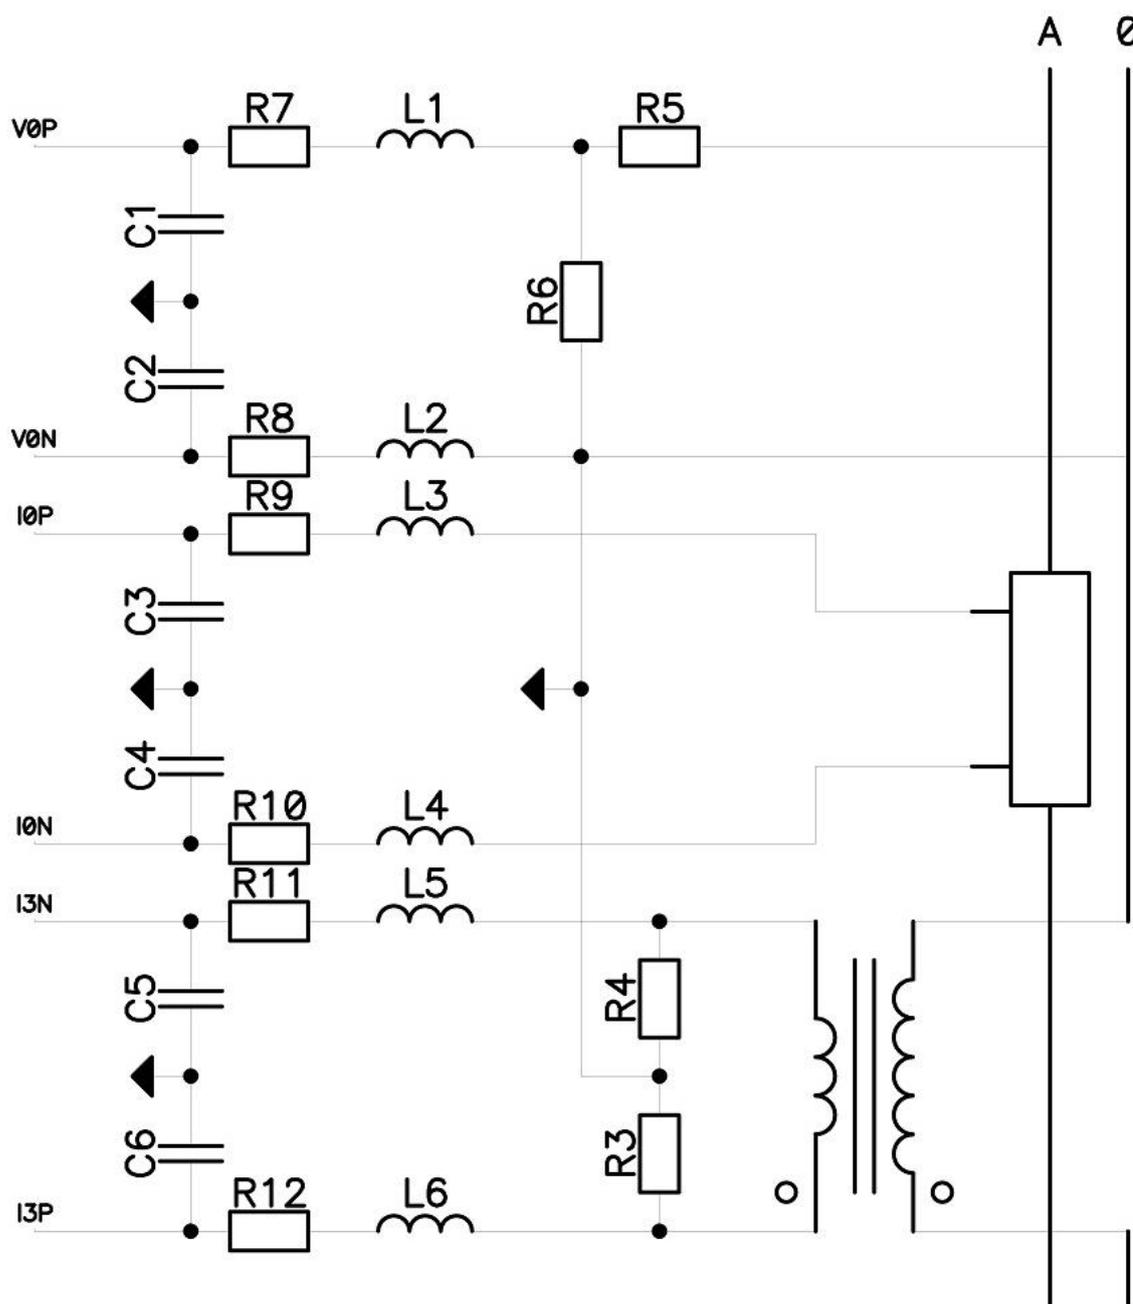 A 0
R7 L1 R5
V0P
C1
R6
C2
R8 L2
V0N
R9 L3
I0P
C3
C4
R10 L4
I0N
R11 L5
I3N
C5 R4
C6 R3
R12 L6
I3P